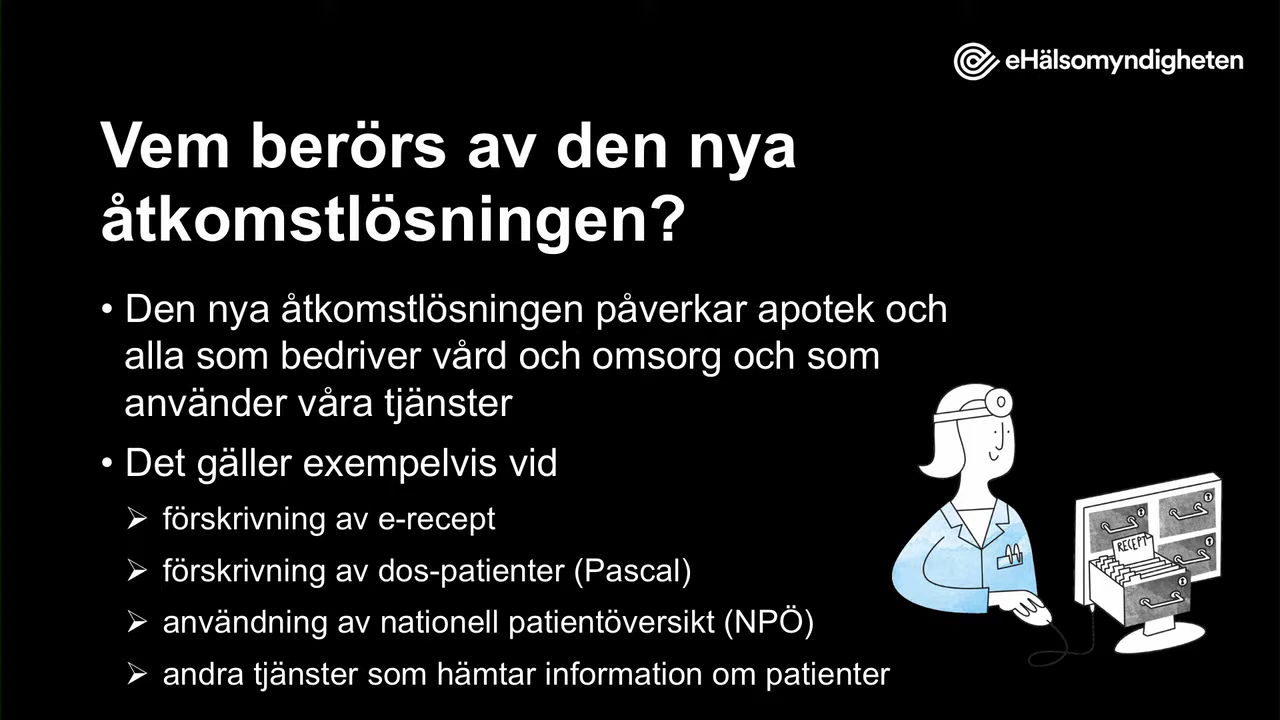 eHälsomyndigheten
Vem berörs av den nya
åtkomstlösningen?
• Den nya åtkomstlösningen påverkar apotek och
alla som bedriver vård och omsorg och som
använder våra tjänster
• Det gäller exempelvis vid
➢ förskrivning av e-recept
➢ förskrivning av dos-patienter (Pascal)
➢ användning av nationell patientöversikt (NPÖ)
➢ andra tjänster som hämtar information om patienter
RECEPT